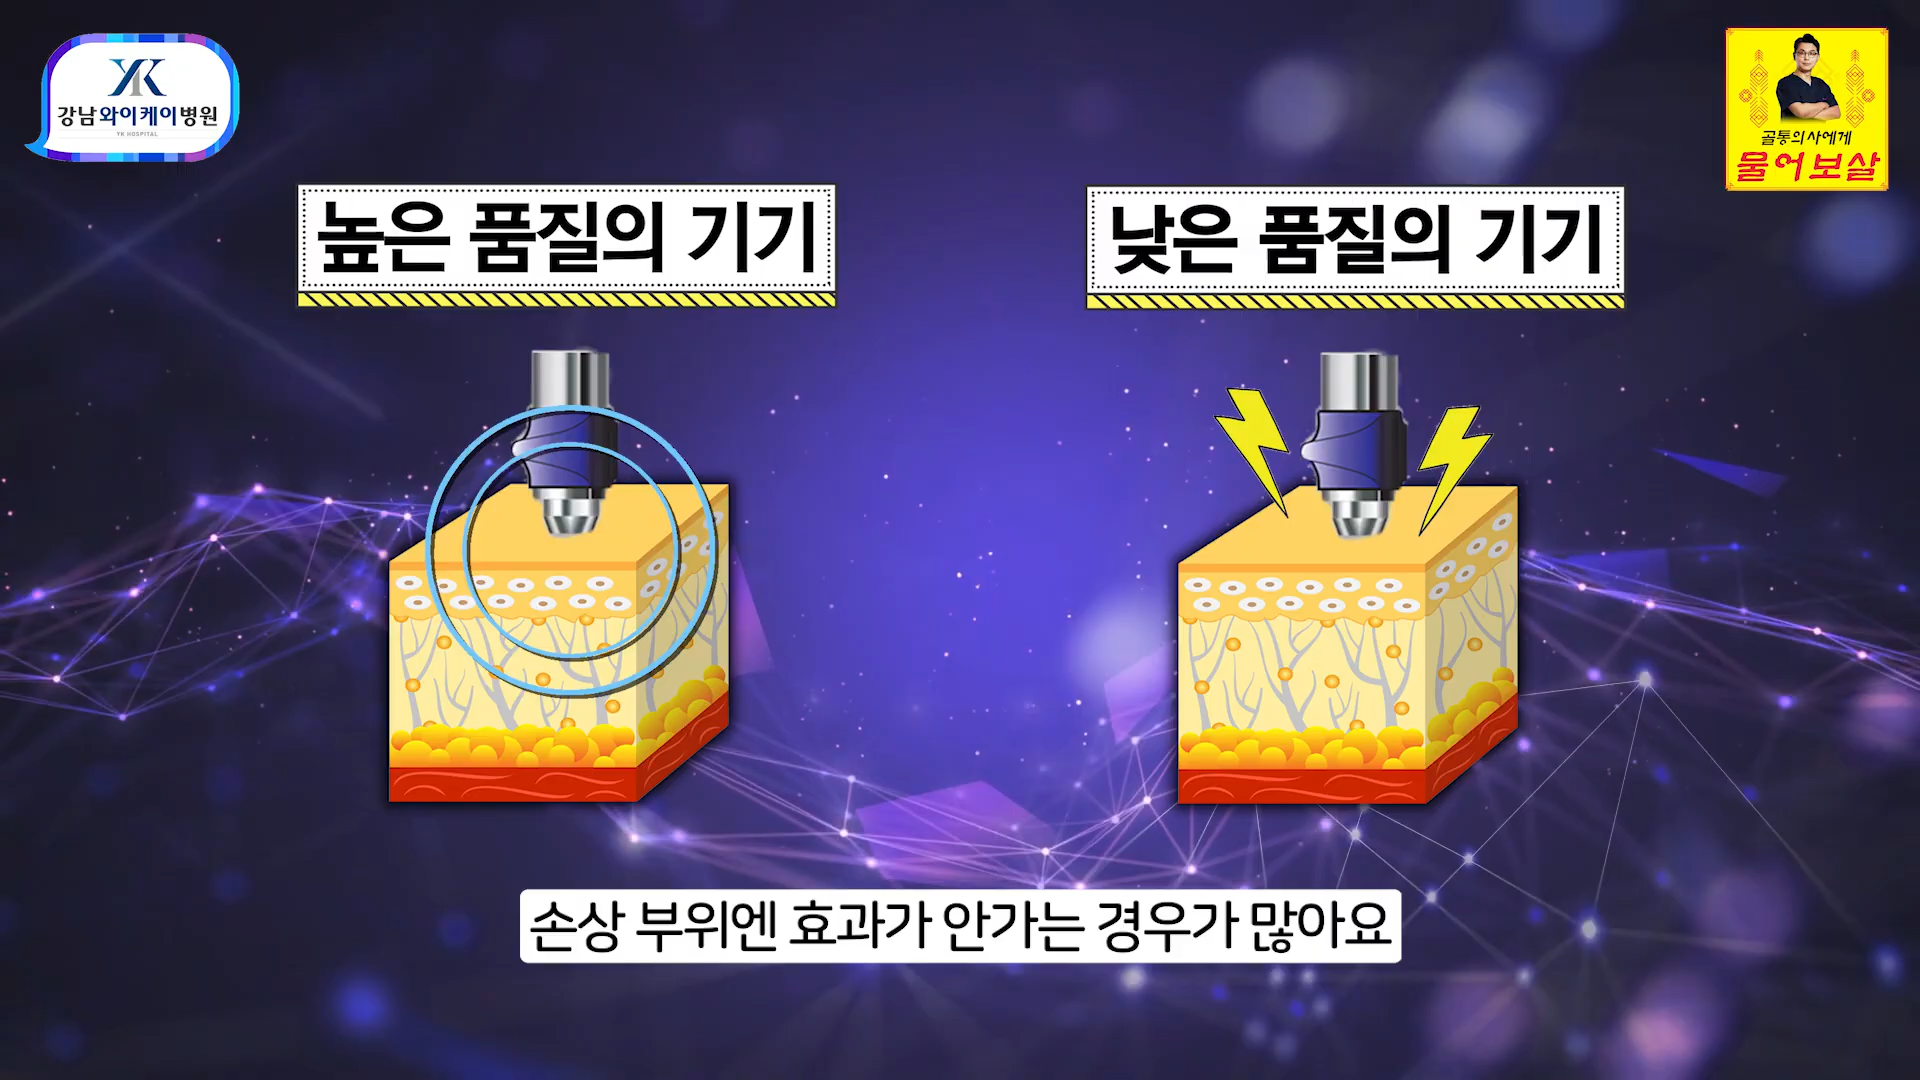 YK
강남와이케이병원
YK HOSPITAL
골통의사에게
물어보살
높은 품질의 기기
낮은 품질의 기기
손상 부위엔 효과가 안가는 경우가 많아요